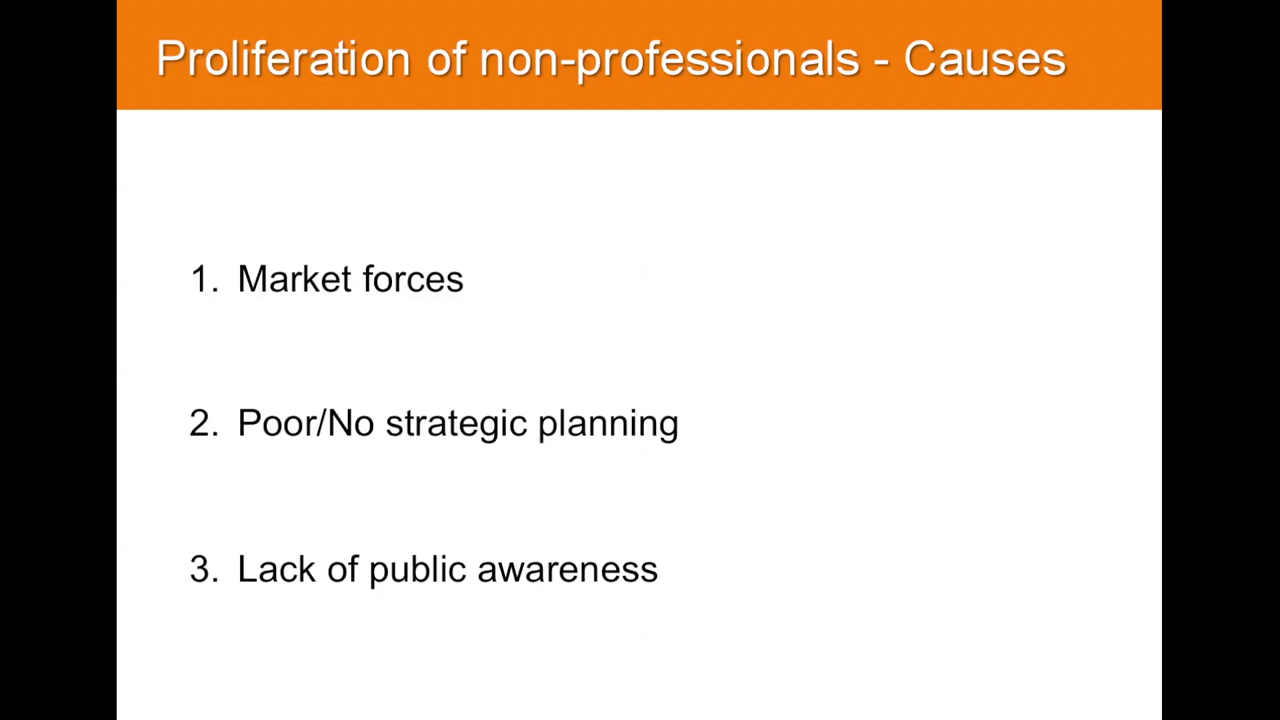 Proliferation of non-professionals - Causes
1. Market forces
2. Poor/No strategic planning
3. Lack of public awareness